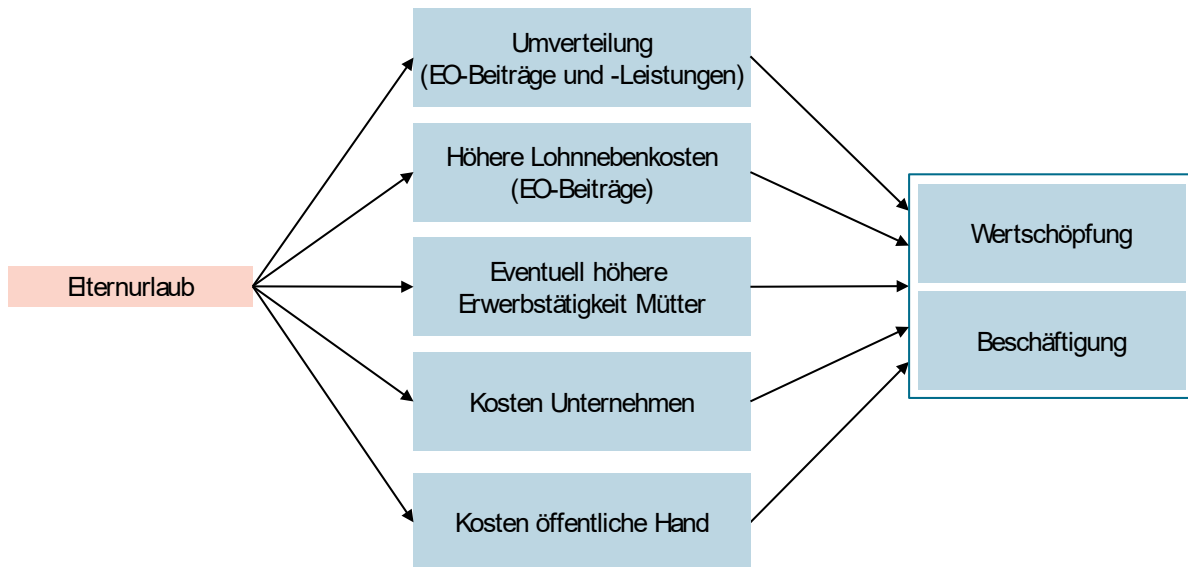 Elternurlaub
Umverteilung
(EO-Beiträge und -Leistungen)
Höhere Lohnnebenkosten
(EO-Beiträge)
Eventuell höhere
Erwerbstätigkeit Mütter
Kosten Unternehmen
Kosten öffentliche Hand
Wertschöpfung
Beschäftigung